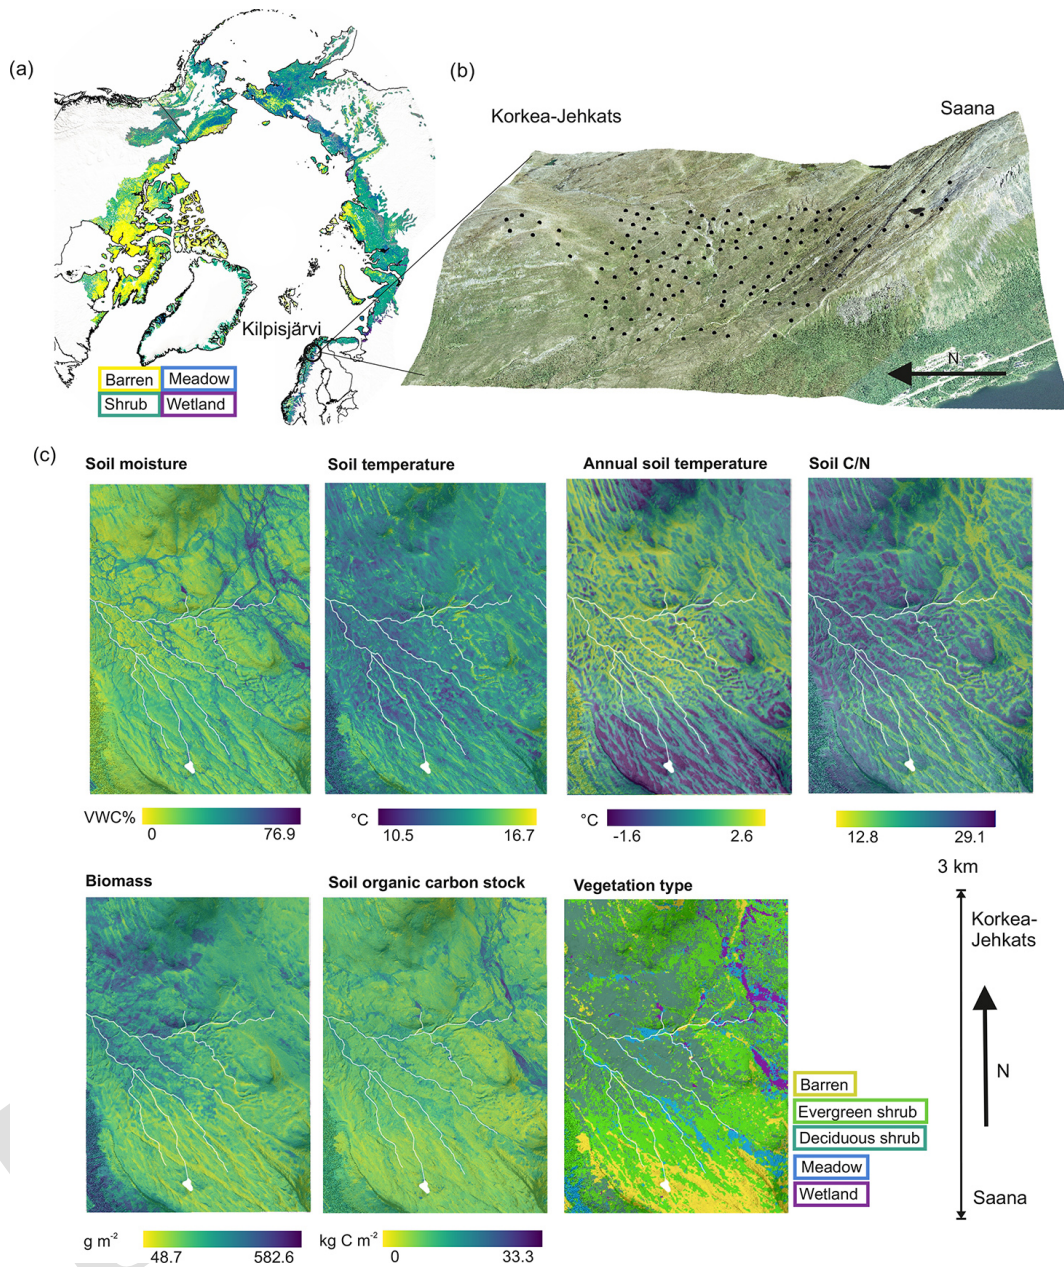 (a)
(b)
Korkea-Jehkats
Saana
Kilpisjärvi
Barren
Meadow
Shrub
Wetland
N
(c)
Soil moisture
Soil temperature
Annual soil temperature
Soil C/N
VWC%
0
76.9
°C
10.5
16.7
°C
-1.6
2.6
12.8
29.1
Biomass
Soil organic carbon stock
Vegetation type
3 km
Korkea-
Jehkats
N
Saana
Barren
Evergreen shrub
Deciduous shrub
Meadow
Wetland
g m-2
48.7
582.6
kg C m-2
0
33.3